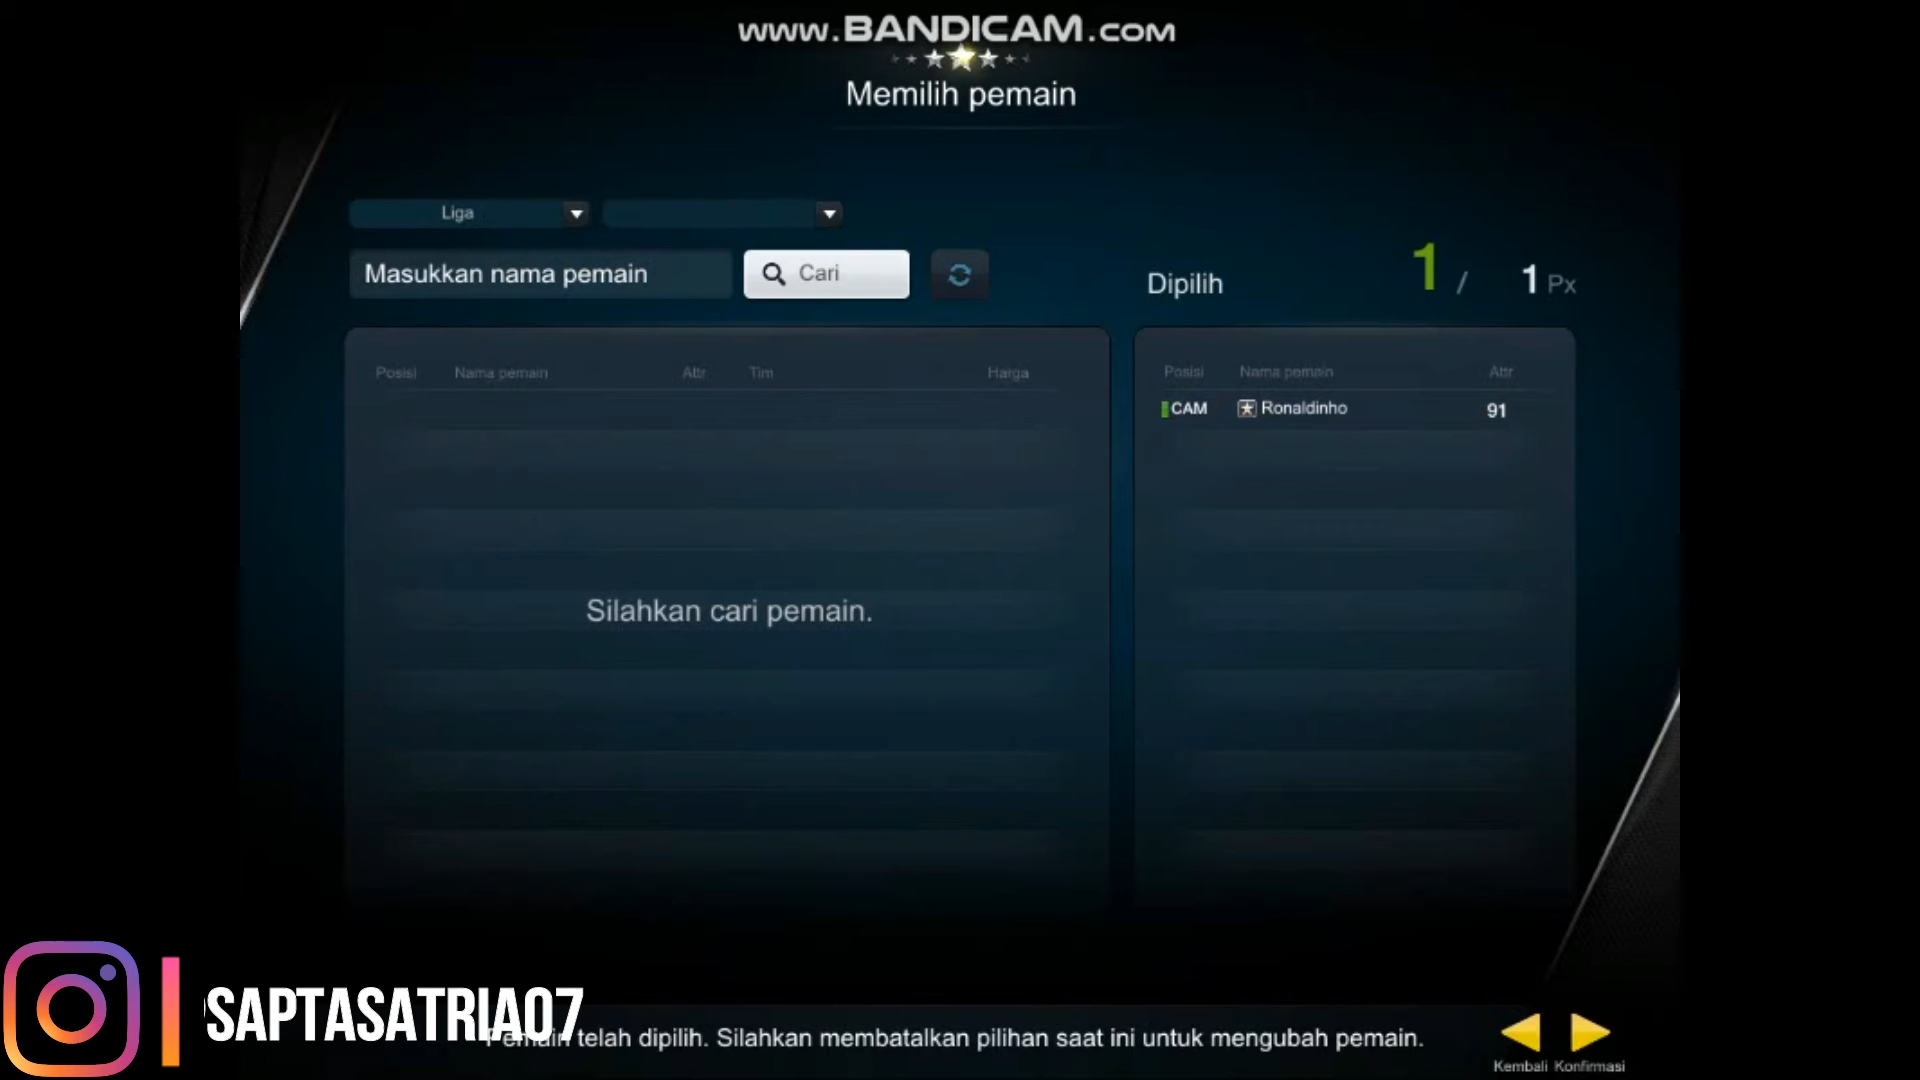 www.BANDICAM.com
Memilih pemain
Liga
Masukkan nama pemain
Cari
Dipilih 1 / 1 Px
Posisi Nama pemain Attr Tim Harga
Silahkan cari pemain.
Posisi Nama pemain Attr
CAM Ronaldinho 91
SAPTASATRIA07
Pemain telah dipilih. Silahkan membatalkan pilihan saat ini untuk mengubah pemain.
Kembali Konfirmasi